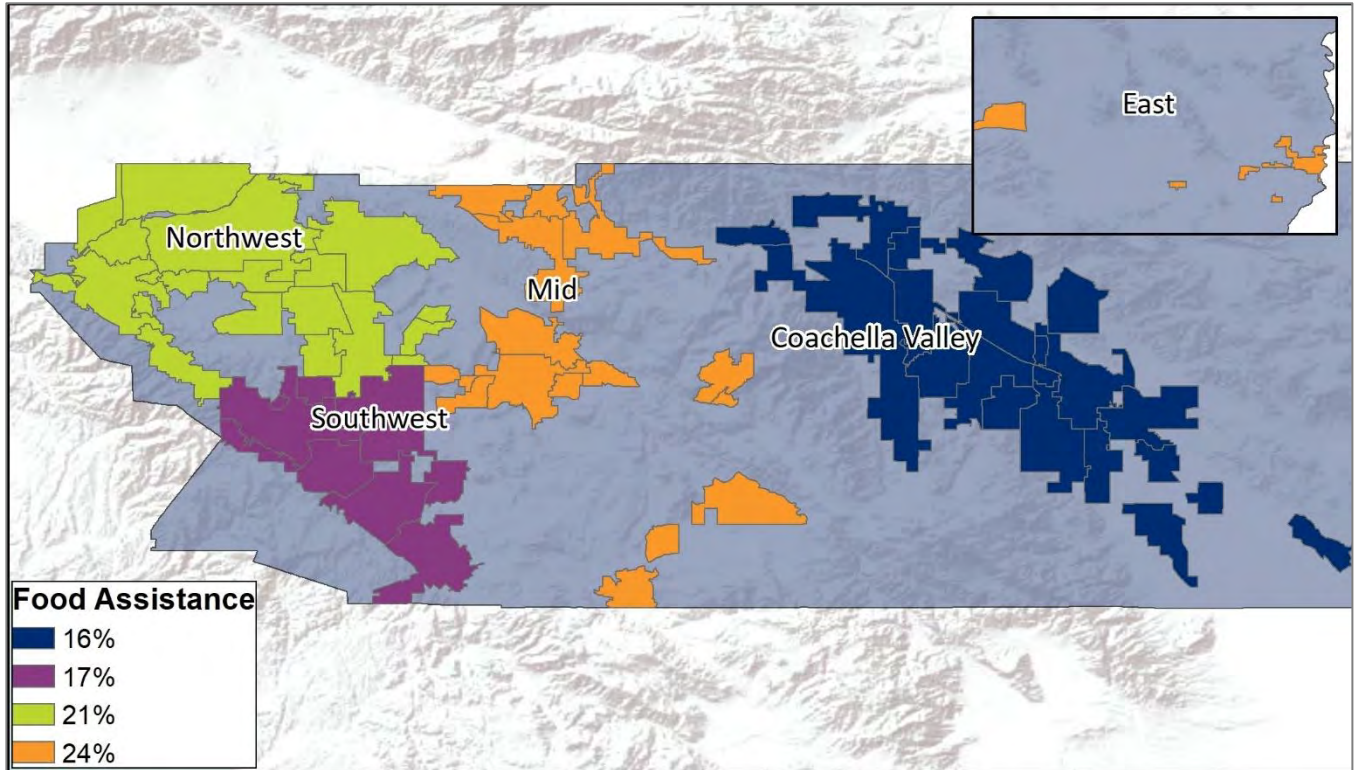 East
Northwest
Mid
Coachella Valley
Southwest
Food Assistance
16%
17%
21%
24%